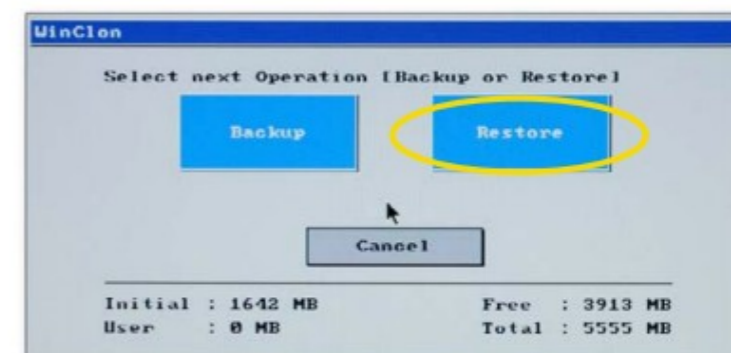 WinClon
Select next Operation [Backup or Restore]
Backup Restore
Cancel
Initial : 1642 MB Free : 3913 MB
User : 0 MB Total : 5555 MB